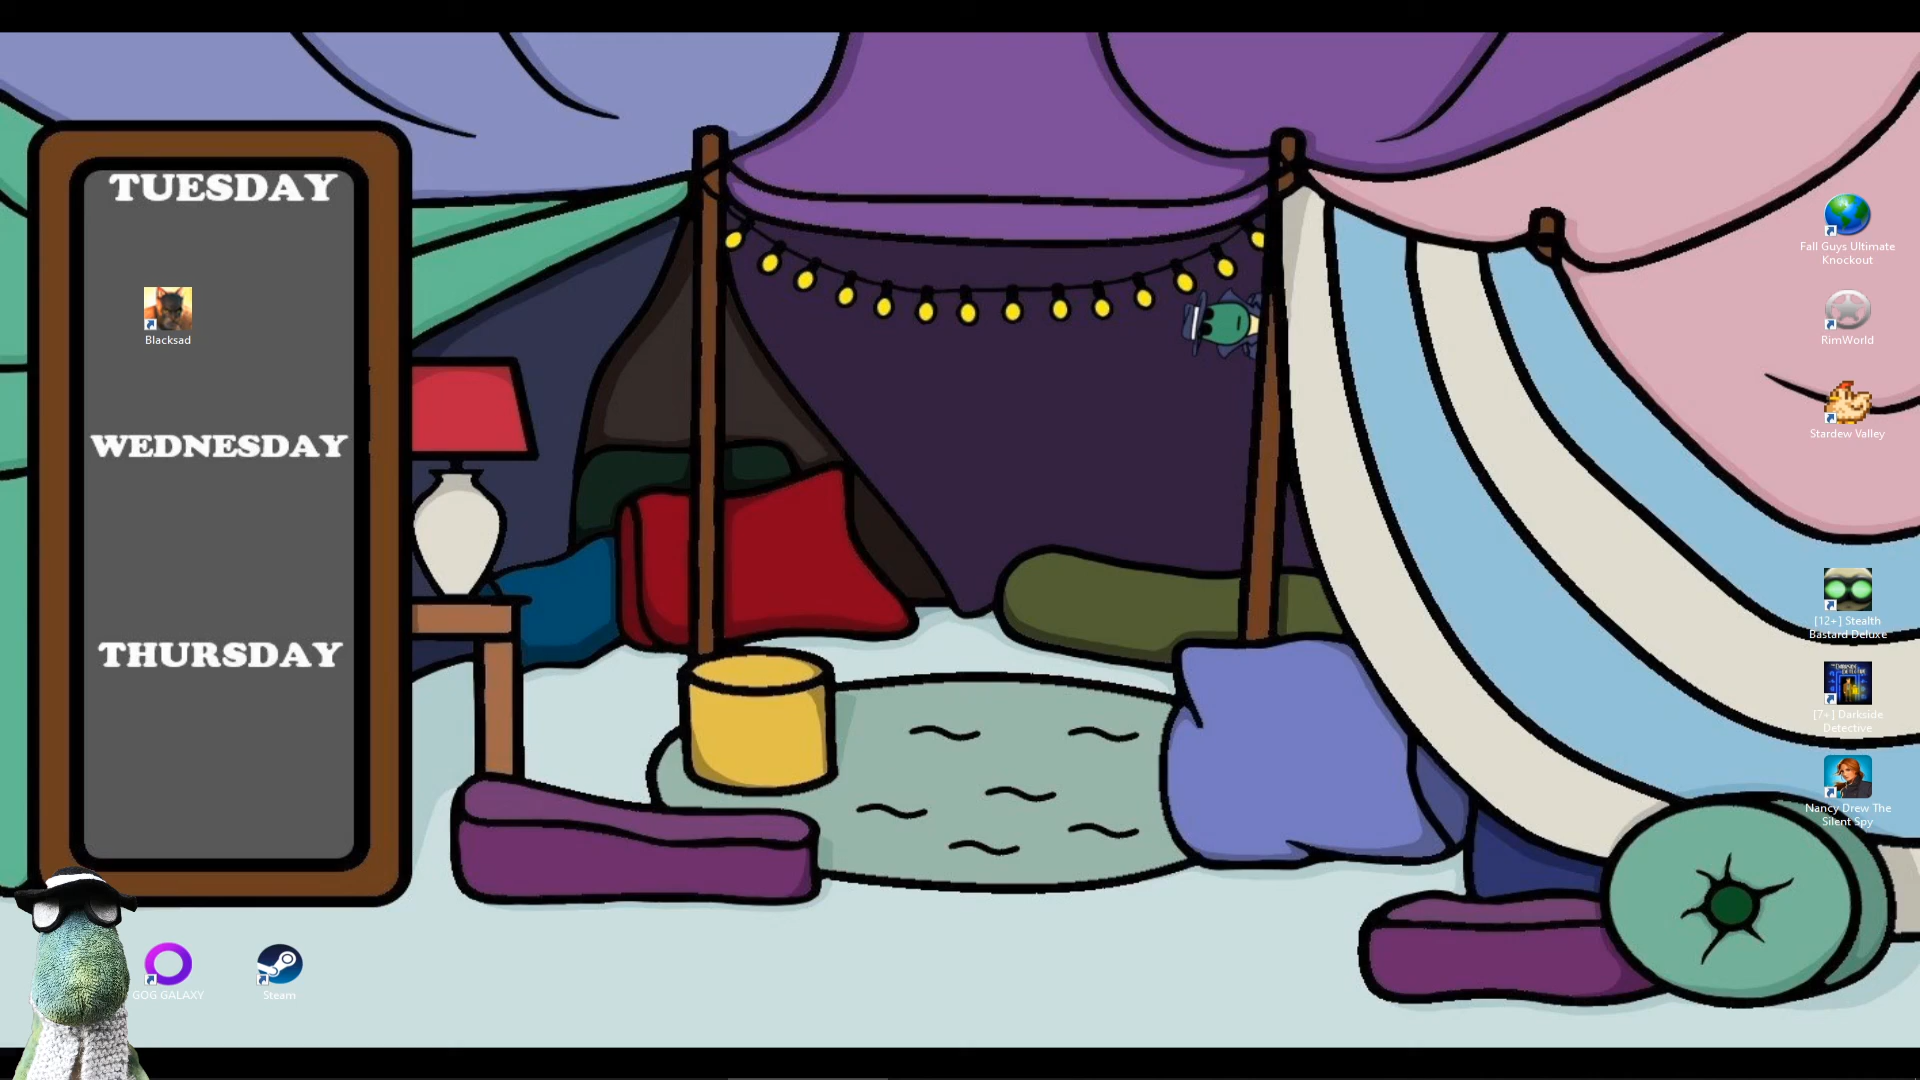 TUESDAY
Blacksad
WEDNESDAY
THURSDAY
GOG GALAXY
Steam
Fall Guys Ultimate
Knockout
RimWorld
Stardew Valley
[12+] Stealth
Bastard Deluxe
[7+] Darkside
Detective
Nancy Drew The
Silent Spy